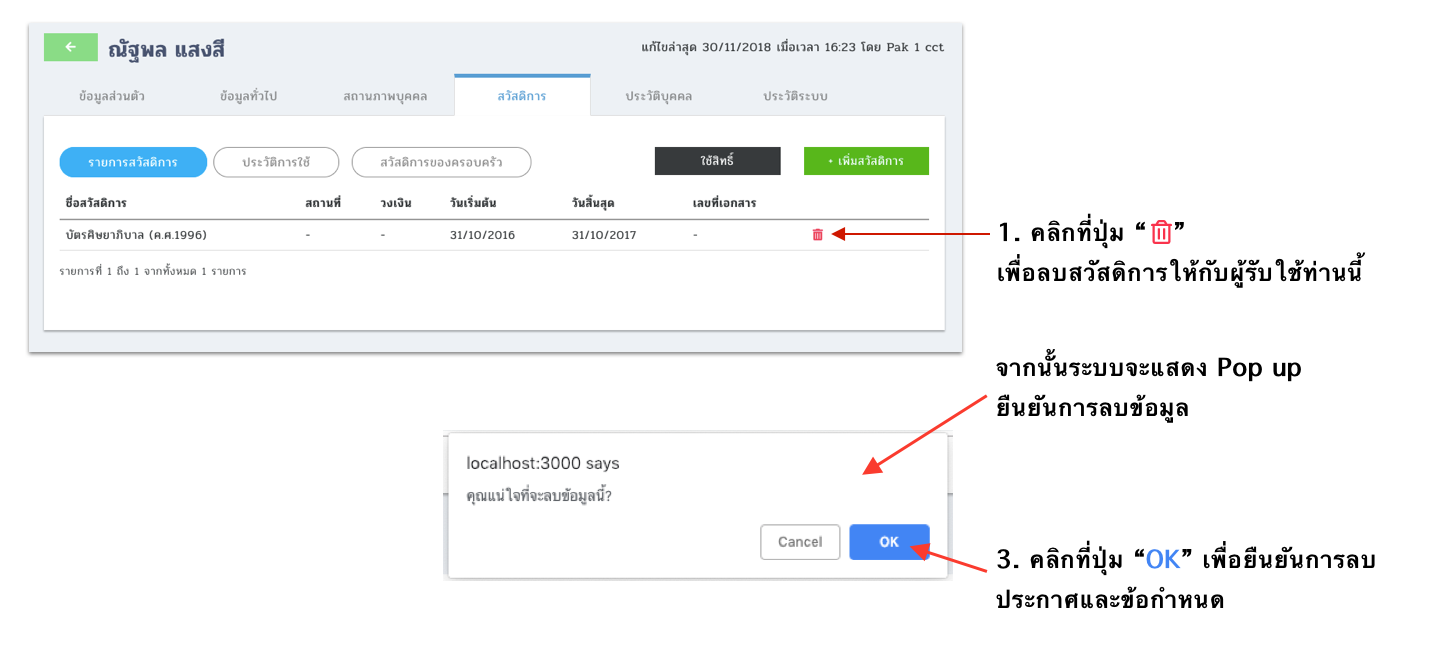 ณัฐพล แสงสี
แก้ไขล่าสุด 30/11/2018 เมื่อเวลา 16:23 โดย Pak 1 cct
ข้อมูลส่วนตัว ข้อมูลทั่วไป สถานภาพบุคคล สวัสดิการ ประวัติบุคคล ประวัติระบบ
รายการสวัสดิการ ประวัติการใช้ สวัสดิการของครอบครัว ใช้สิทธิ์ + เพิ่มสวัสดิการ
ชื่อสวัสดิการ สถานที่ วงเงิน วันเริ่มต้น วันสิ้นสุด เลขที่เอกสาร
บัตรศิษยาภิบาล (ค.ศ.1996) - - 31/10/2016 31/10/2017 -
รายการที่ 1 ถึง 1 จากทั้งหมด 1 รายการ
1. คลิกที่ปุ่ม “ ”
เพื่อลบสวัสดิการให้กับผู้รับใช้ท่านนี้
จากนั้นระบบจะแสดง Pop up
ยืนยันการลบข้อมูล
localhost:3000 says
คุณแน่ใจที่จะลบข้อมูลนี้?
Cancel OK
3. คลิกที่ปุ่ม “OK” เพื่อยืนยันการลบ
ประกาศและข้อกำหนด